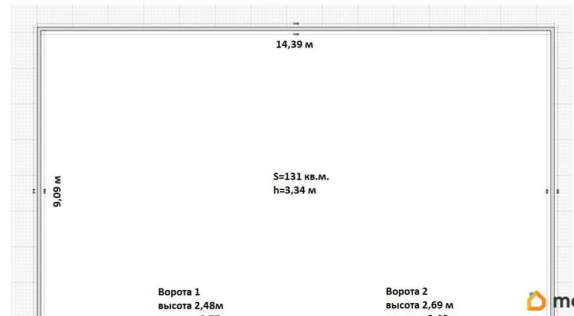 14,39 м
9,09 м
S=131 кв.м.
h=3,34 м
Ворота 1
высота 2,48м
Ворота 2
высота 2,69 м